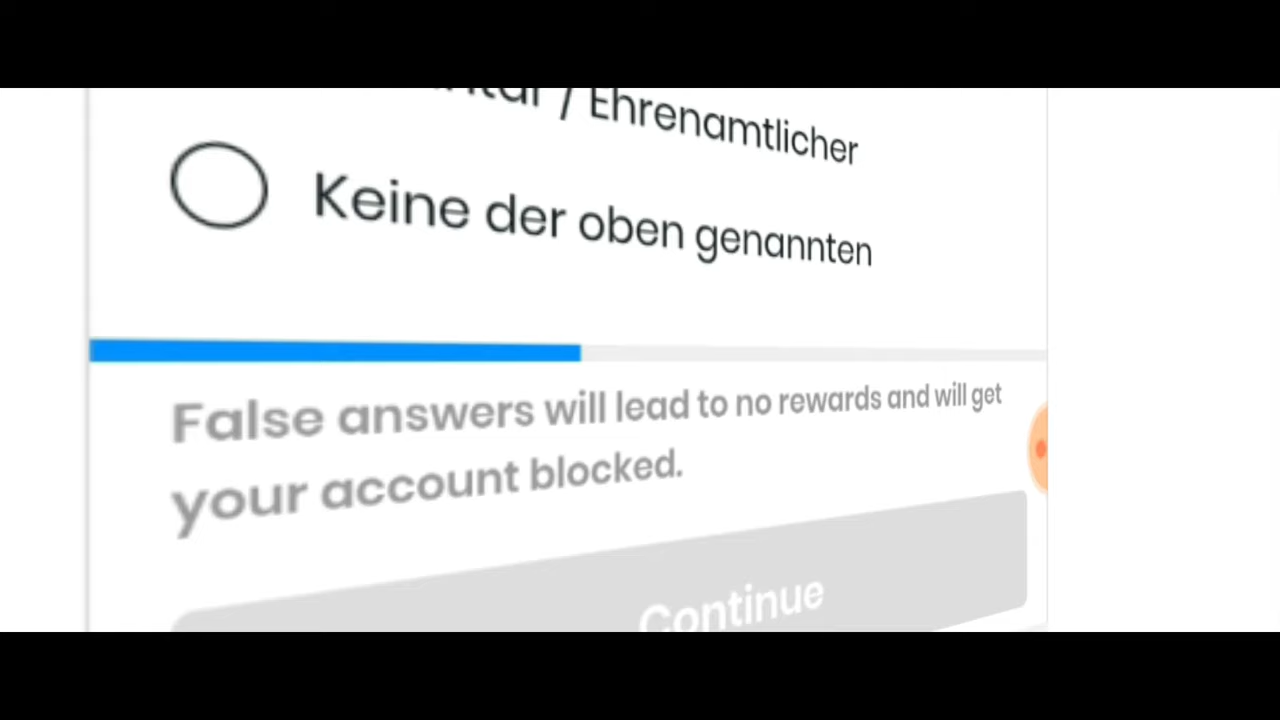 / Ehrenamtlicher
Keine der oben genannten
False answers will lead to no rewards and will get
your account blocked.
Continue